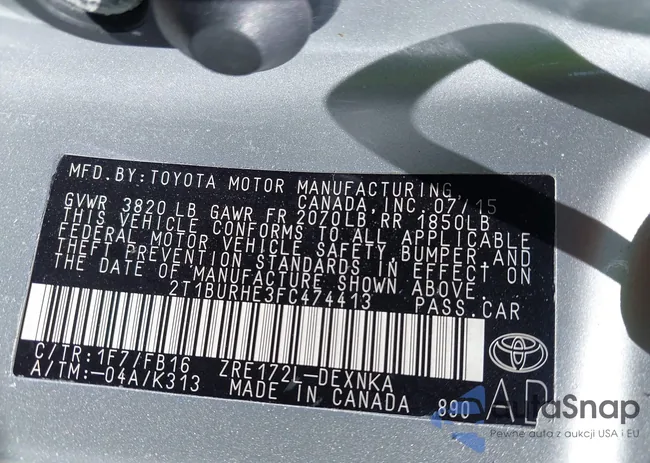 MFD.BY:TOYOTA MOTOR MANUFACTURING
CANADA,INC. 07/15
GVWR 3820 LB GAWR FR 2070LB,RR 1850LB
THIS VEHICLE CONFORMS TO ALL APPLICABLE
FEDERAL MOTOR VEHICLE SAFETY,BUMPER,AND
THEFT PREVENTION STANDARDS IN EFFECT ON
THE DATE OF MANUFACTURE SHOWN ABOVE.
2T1BURHE3FC474413 PASS.CAR
C/TR:1F7/FB16 ZRE172L-DEXNKA
A/TM:-04A/K313 MADE IN CANADA 890
AutoSnap
Pewne auta z aukcji USA i EU